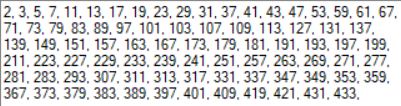 2, 3, 5, 7, 11, 13, 17, 19, 23, 29, 31, 37, 41, 43, 47, 53, 59, 61, 67,
71, 73, 79, 83, 89, 97, 101, 103, 107, 109, 113, 127, 131, 137,
139, 149, 151, 157, 163, 167, 173, 179, 181, 191, 193, 197, 199,
211, 223, 227, 229, 233, 239, 241, 251, 257, 263, 269, 271, 277,
281, 283, 293, 307, 311, 313, 317, 331, 337, 347, 349, 353, 359,
367, 373, 379, 383, 389, 397, 401, 409, 419, 421, 431, 433,